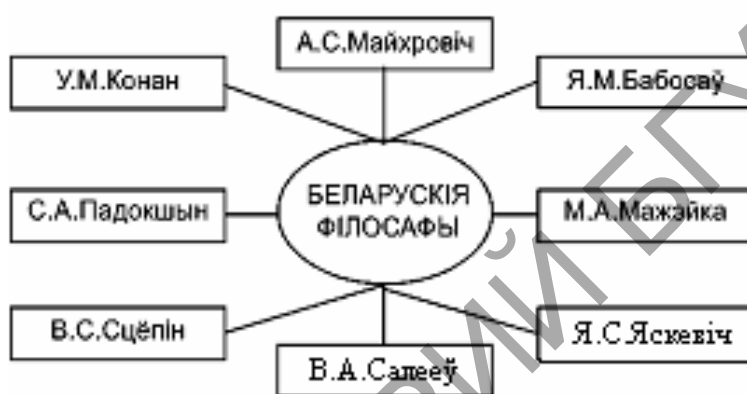 А.С.Майхровіч
У.М.Конан
Я.М.Бабосаў
БЕЛАРУСКІЯ
ФІЛОСАФЫ
С.А.Падокшын
М.А.Мажэйка
В.С.Сцёпін
Я.С.Яскевіч
В.А.Салееў